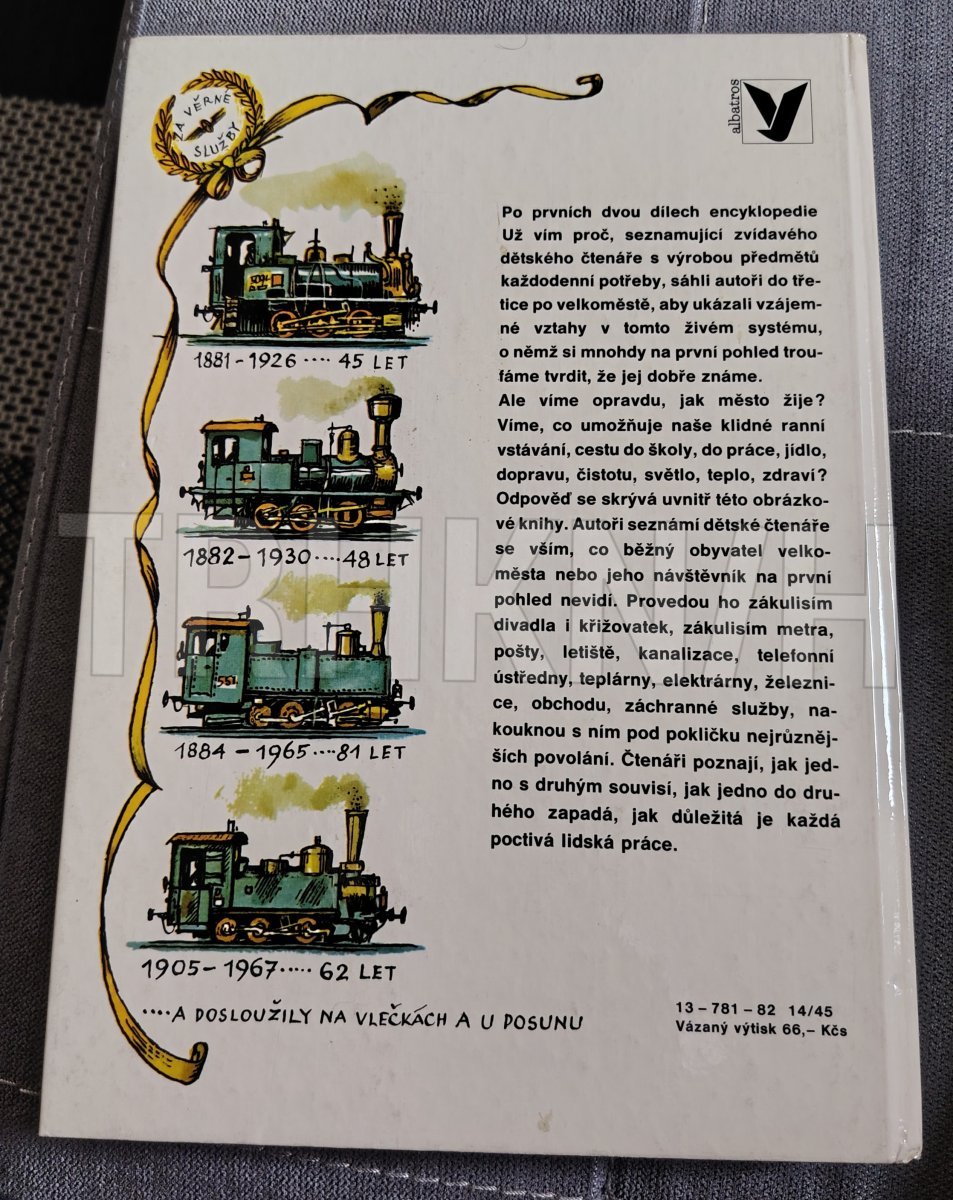 ZA VĚRNÉ
SLUŽBY
albatros
Po prvních dvou dílech encyklopedie
Už vím proč, seznamující zvídavého
dětského čtenáře s výrobou předmětů
každodenní potřeby, sáhli autoři do tře-
tice po velkoměstě, aby ukázali vzájem-
né vztahy v tomto živém systému,
o němž si mnohdy na první pohled trou-
fáme tvrdit, že jej dobře známe.
Ale víme opravdu, jak město žije?
Víme, co umožňuje naše klidné ranní
vstávání, cestu do školy, do práce, jídlo,
dopravu, čistotu, světlo, teplo, zdraví?
Odpověď se skrývá uvnitř této obrázko-
vé knihy. Autoři seznámí dětské čtenáře
se vším, co běžný obyvatel velko-
města nebo jeho návštěvník na první
pohled nevidí. Provedou ho zákulisím
divadla i křižovatek, zákulisím metra,
pošty, letiště, kanalizace, telefonní
ústředny, teplárny, elektrárny, železni-
ce, obchodu, záchranné služby, na-
kouknou s ním pod pokličku nejrůzněj-
ších povolání. Čtenáři poznají, jak jed-
no s druhým souvisí, jak jedno do dru-
hého zapadá, jak důležitá je každá
poctivá lidská práce.
1881 – 1926 .... 45 LET
1882 – 1930 .... 48 LET
551
1884 – 1965 .... 81 LET
1905 – 1967 ..... 62 LET
....A DOSLOUŽILY NA VLEČKÁCH A U POSUNU
13 – 781 – 82 14/45
Vázaný výtisk 66,– Kčs